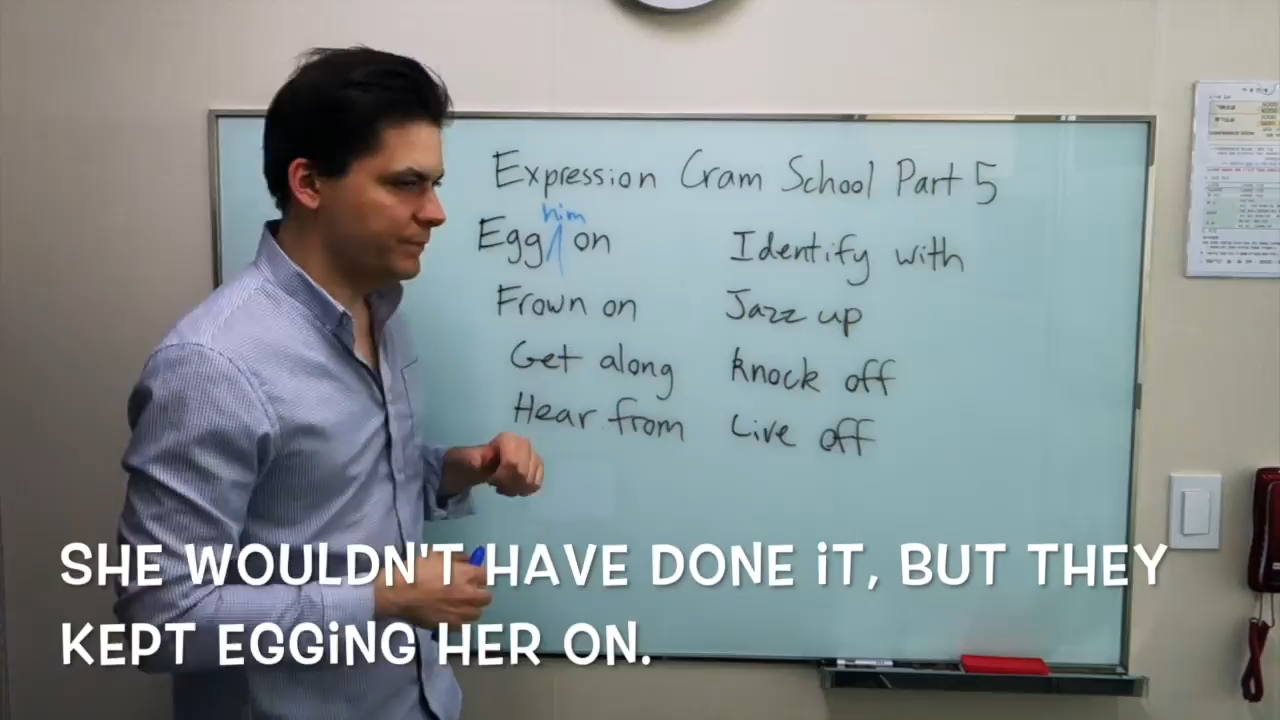 Expression Cram School Part 5
him
Egg on
Frown on
Get along
Hear from
Identify with
Jazz up
Knock off
Live off
SHE WOULDN'T HAVE DONE iT, BUT THEY
KEPT EGGiNG HER ON.